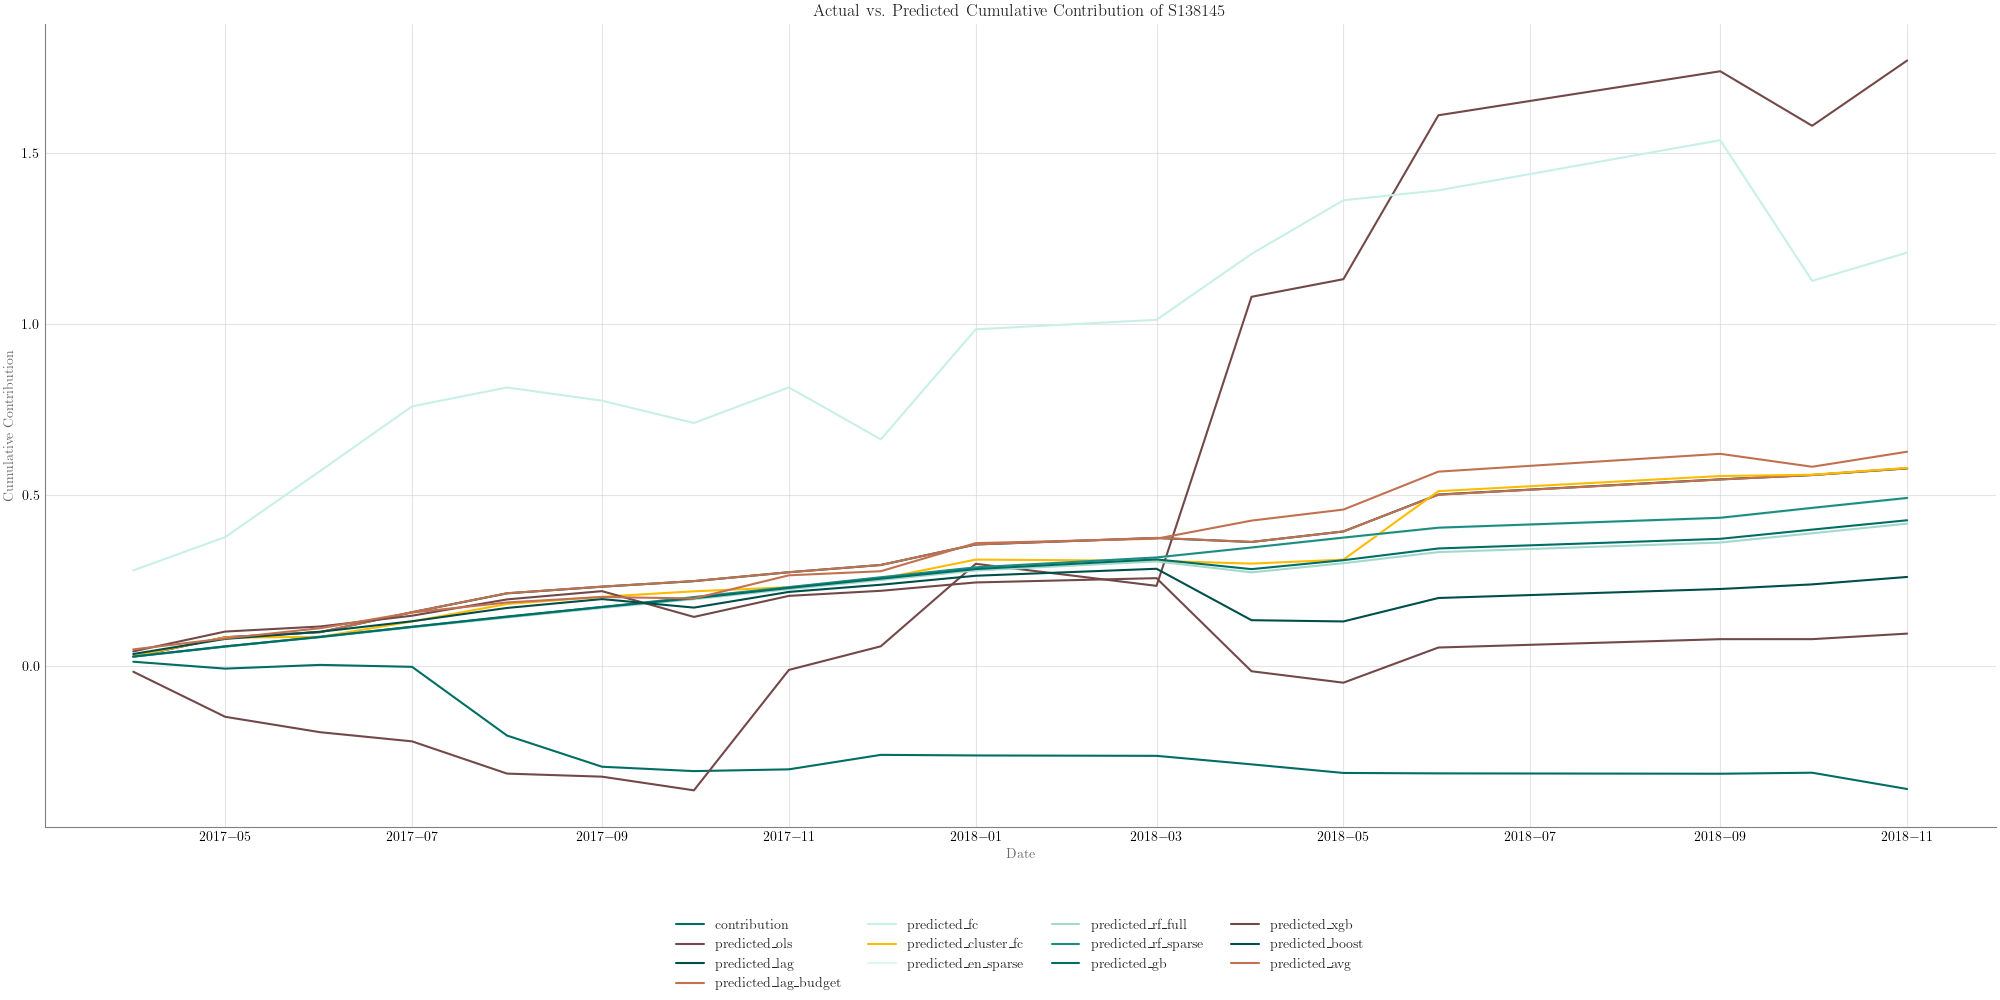 Actual vs. Predicted Cumulative Contribution of S138145
Cumulative Contribution
1.5
1.0
0.5
0.0
2017−05 2017−07 2017−09 2017−11 2018−01 2018−03 2018−05 2018−07 2018−09 2018−11
Date
contribution predicted_fc predicted_rf_full predicted_xgb
predicted_ols predicted_cluster_fc predicted_rf_sparse predicted_boost
predicted_lag predicted_en_sparse predicted_gb predicted_avg
predicted_lag_budget